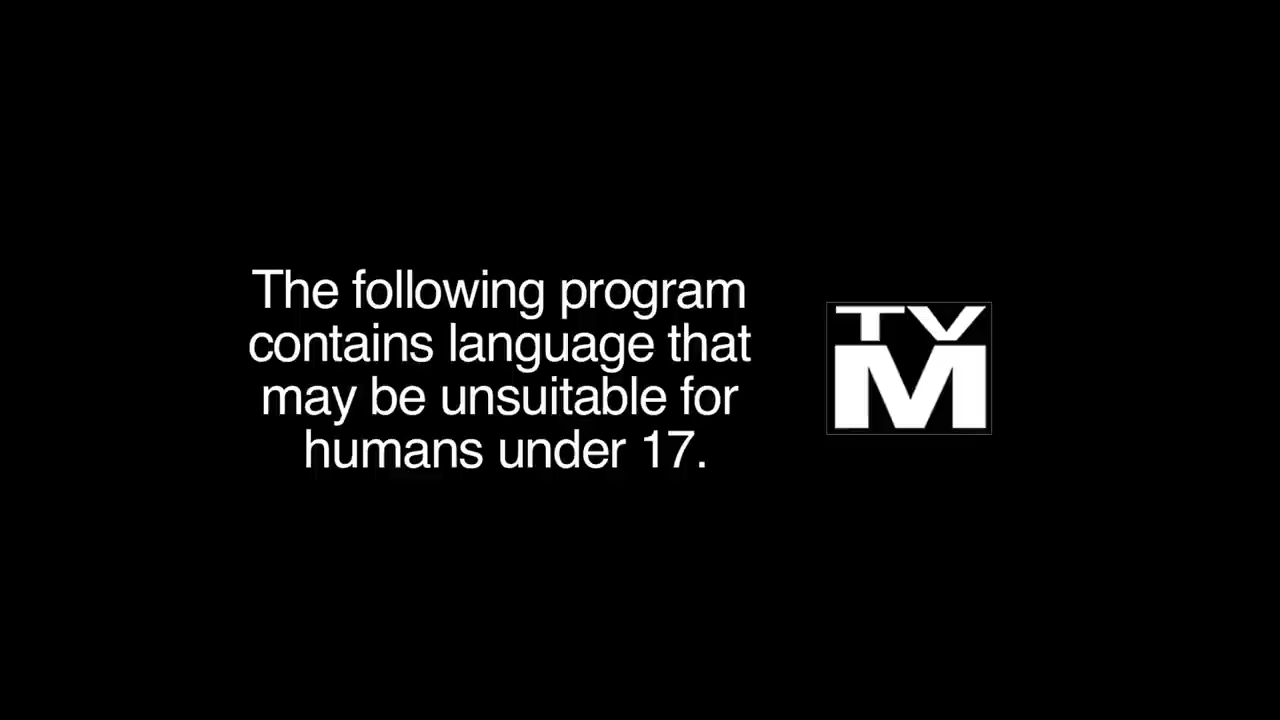 The following program
contains language that
may be unsuitable for
humans under 17.
TV
M